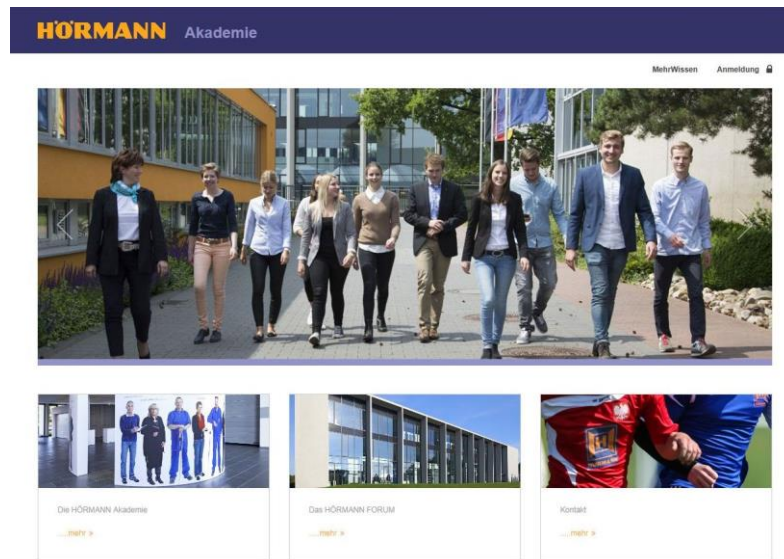 HÖRMANN Akademie
MehrWissen Anmeldung
Die HÖRMANN Akademie
Das HÖRMANN FORUM
Kontakt
....mehr »
....mehr »
....mehr »